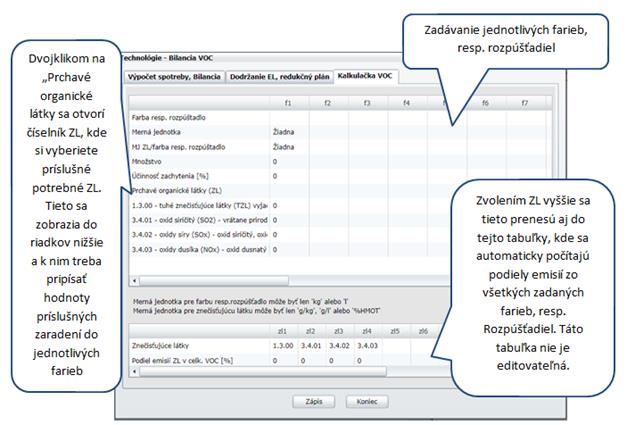 Zadávanie jednotlivých farieb,
resp. rozpúšťadiel
Dvojklikom na
„Prchavé
organické
látky sa otvorí
číselník ZL, kde
si vyberiete
príslušné
potrebné ZL.
Tieto sa
zobrazia do
riadkov nižšie
a k nim treba
pripísať
hodnoty
príslušných
zaradení do
jednotlivých
farieb
Technológie - Bilancia VOC
Výpočet spotreby, Bilancia Dodržanie EL, redukčný plán Kalkulačka VOC
f1 f2 f3 f4 f6 f7
Farba resp. rozpúšťadlo
Merná jednotka Žiadna
MJ ZL/farba resp. rozpúšťadlo Žiadna
Množstvo 0
Účinnosť zachytenia [%] 0
Prchavé organické látky (ZL)
1.3.00 - tuhé znečisťujúce látky (TZL) vyjac 0
3.4.01 - oxid siričitý (SO2) - vrátane prirod 0
3.4.02 - oxidy síry (SOx) - oxid siričitý, oxi 0
3.4.03 - oxidy dusíka (NOx) - oxid dusnatý 0
Merná jednotka pre farbu resp.rozpúšťadlo môže byť len 'kg' alebo 'l'
Merná jednotka pre znečisťujúcu látku môže byť len 'g/kg', 'g/l' alebo '%HMOT'
zl1 zl2 zl3 zl4 zl5 zl6
Znečisťujúce látky 1.3.00 3.4.01 3.4.02 3.4.03
Podiel emisií ZL v celk. VOC [%] 0 0 0 0
Zápis Koniec
Zvolením ZL vyššie sa
tieto prenesú aj do
tejto tabuľky, kde sa
automaticky počítajú
podiely emisií zo
všetkých zadaných
farieb, resp.
Rozpúšťadiel. Táto
tabuľka nie je
editovateľná.